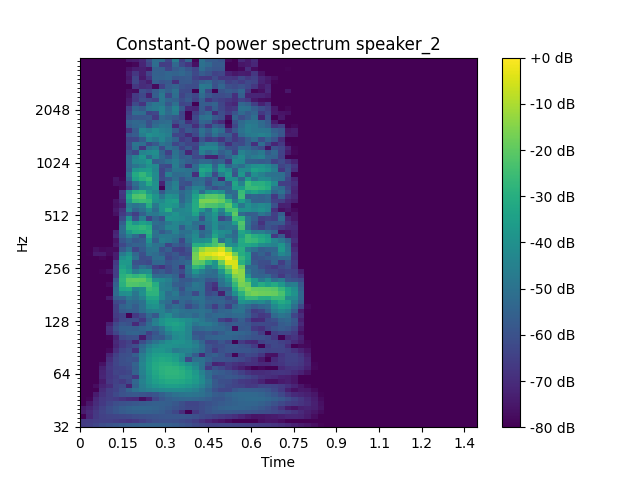 Constant-Q power spectrum speaker_2
Hz
2048
1024
512
256
128
64
32
0 0.15 0.3 0.45 0.6 0.75 0.9 1.1 1.2 1.4
Time
+0 dB
-10 dB
-20 dB
-30 dB
-40 dB
-50 dB
-60 dB
-70 dB
-80 dB